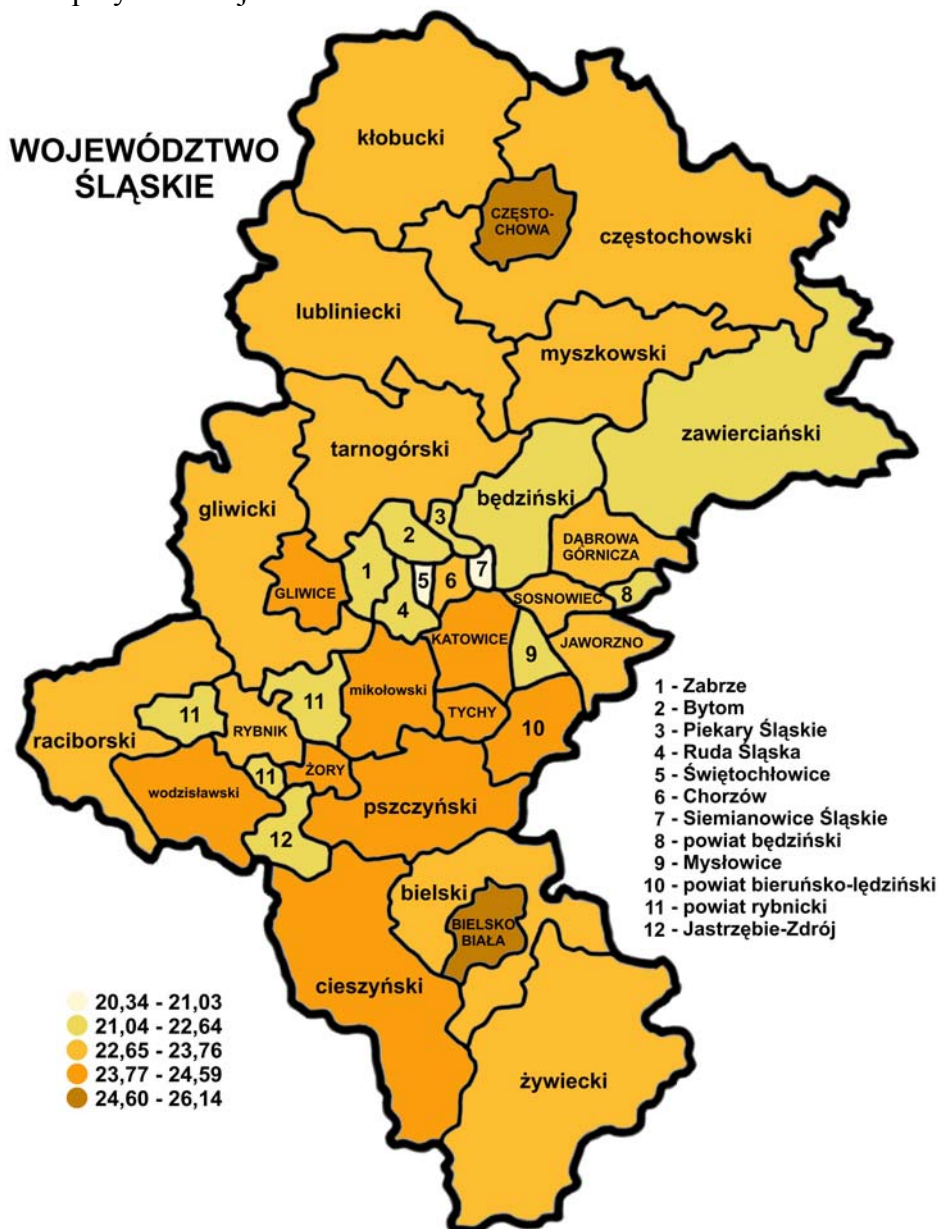 WOJEWÓDZTWO
ŚLĄSKIE
kłobucki
CZĘSTO-
CHOWA
częstochowski
lubliniecki
myszkowski
zawierciański
tarnogórski
będziński
gliwicki
3
2
DĄBROWA
GÓRNICZA
1
5
6
7
GLIWICE
4
SOSNOWIEC
8
KATOWICE
9
JAWORZNO
mikołowski
11
11
RYBNIK
TYCHY
10
raciborski
ŻORY
11
wodzisławski
pszczyński
12
bielski
BIELSKO
BIAŁA
cieszyński
żywiecki
1 - Zabrze
2 - Bytom
3 - Piekary Śląskie
4 - Ruda Śląska
5 - Świętochłowice
6 - Chorzów
7 - Siemianowice Śląskie
8 - powiat będziński
9 - Mysłowice
10 - powiat bieruńsko-lędziński
11 - powiat rybnicki
12 - Jastrzębie-Zdrój
20,34 - 21,03
21,04 - 22,64
22,65 - 23,76
23,77 - 24,59
24,60 - 26,14